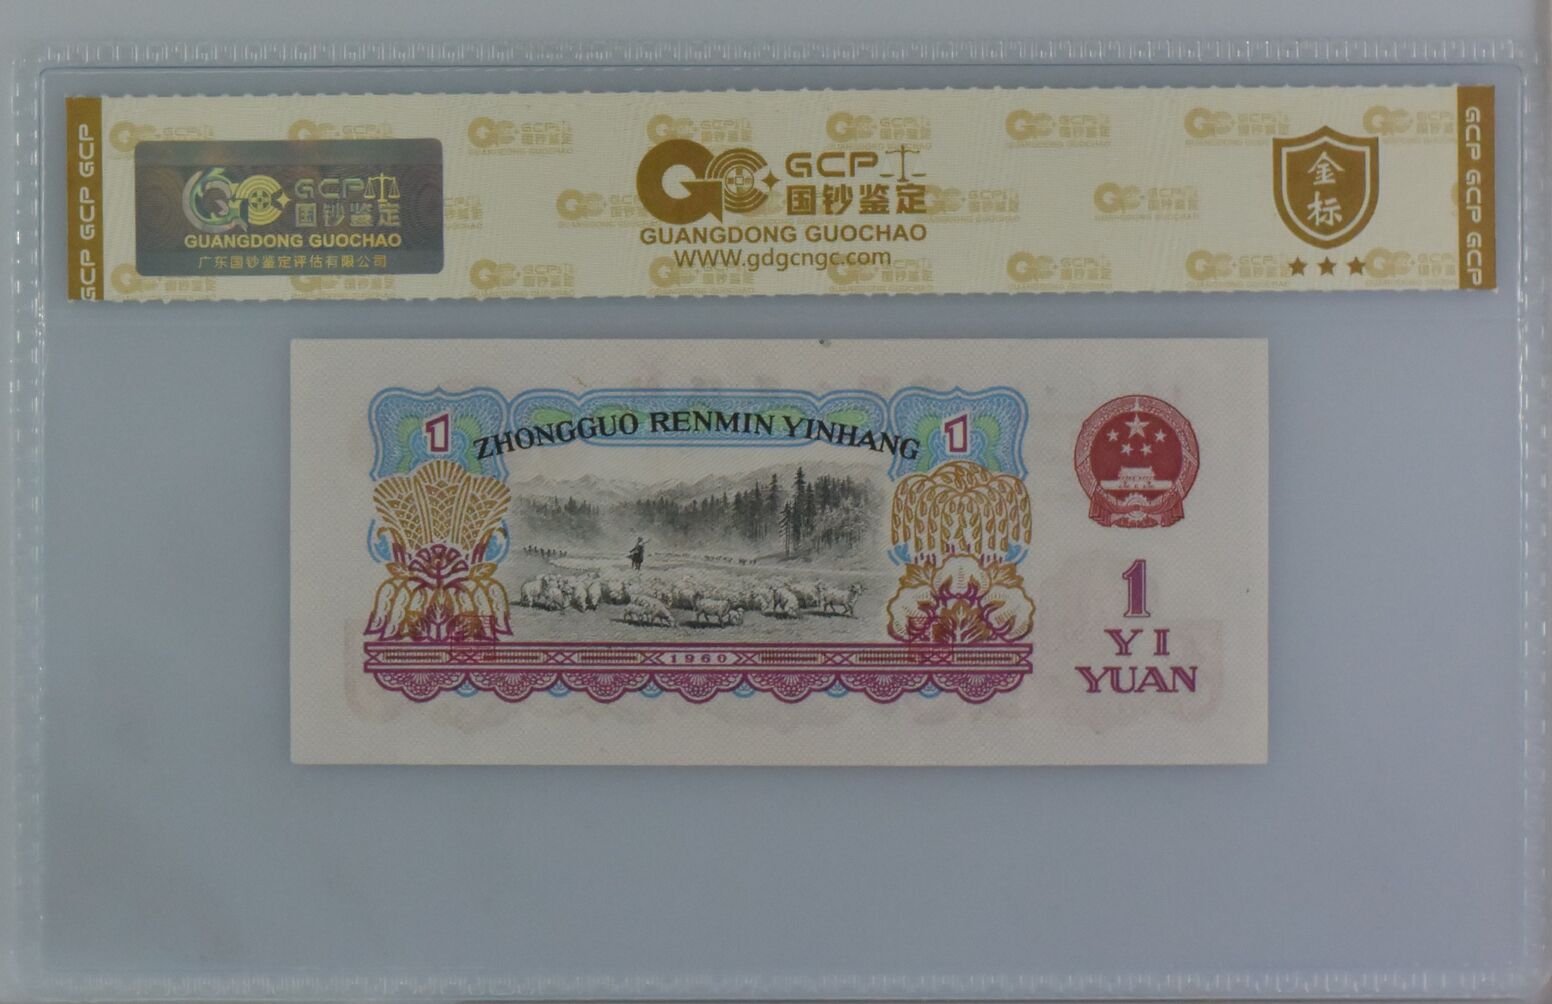 GCP GCP GCP
GCP
国钞鉴定
GUANGDONG GUOCHAO
广东国钞鉴定评估有限公司
GCP
国钞鉴定
GUANGDONG GUOCHAO
WWW.gdgcngc.com
金
标
GCP GCP GCP
1
ZHONGGUO RENMIN YINHANG
1
1960
1
YI
YUAN